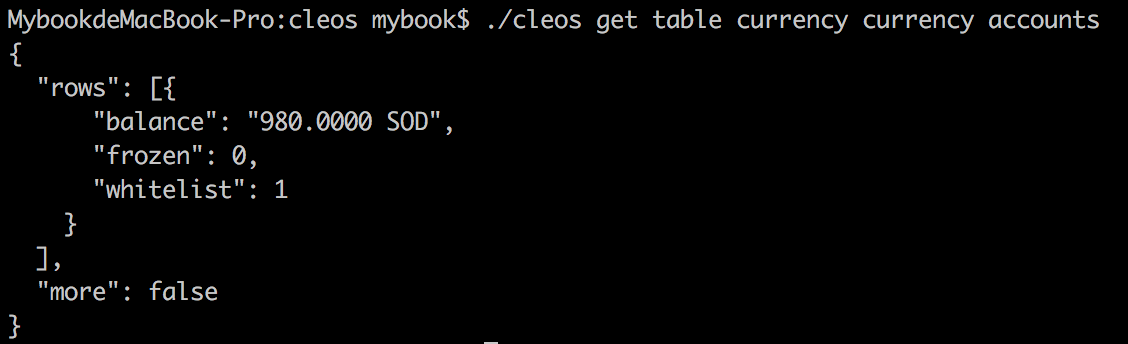 MybookdeMacBook-Pro:cleos mybook$ ./cleos get table currency currency accounts
{
  "rows": [{
      "balance": "980.0000 SOD",
      "frozen": 0,
      "whitelist": 1
    }
  ],
  "more": false
}